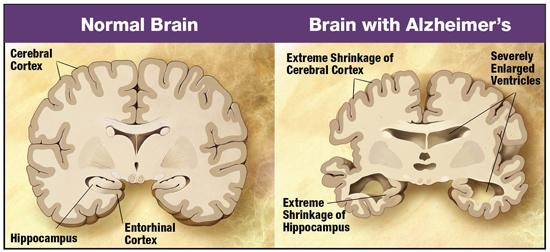 Normal Brain
Cerebral
Cortex
Hippocampus
Entorhinal
Cortex
Brain with Alzheimer's
Extreme Shrinkage of
Cerebral Cortex
Severely
Enlarged
Ventricles
Extreme
Shrinkage of
Hippocampus